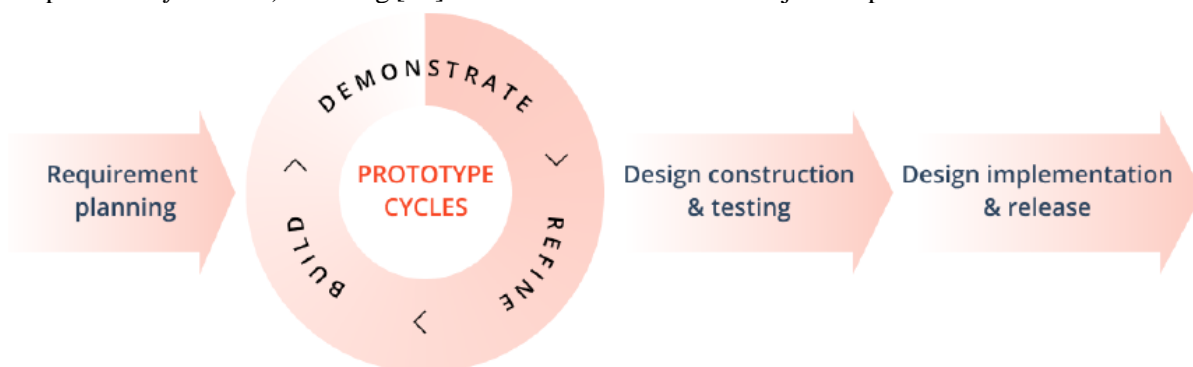 Requirement
planning
DEMONSTRATE
REFINE
BUILD
PROTOTYPE
CYCLES
Design construction
& testing
Design implementation
& release